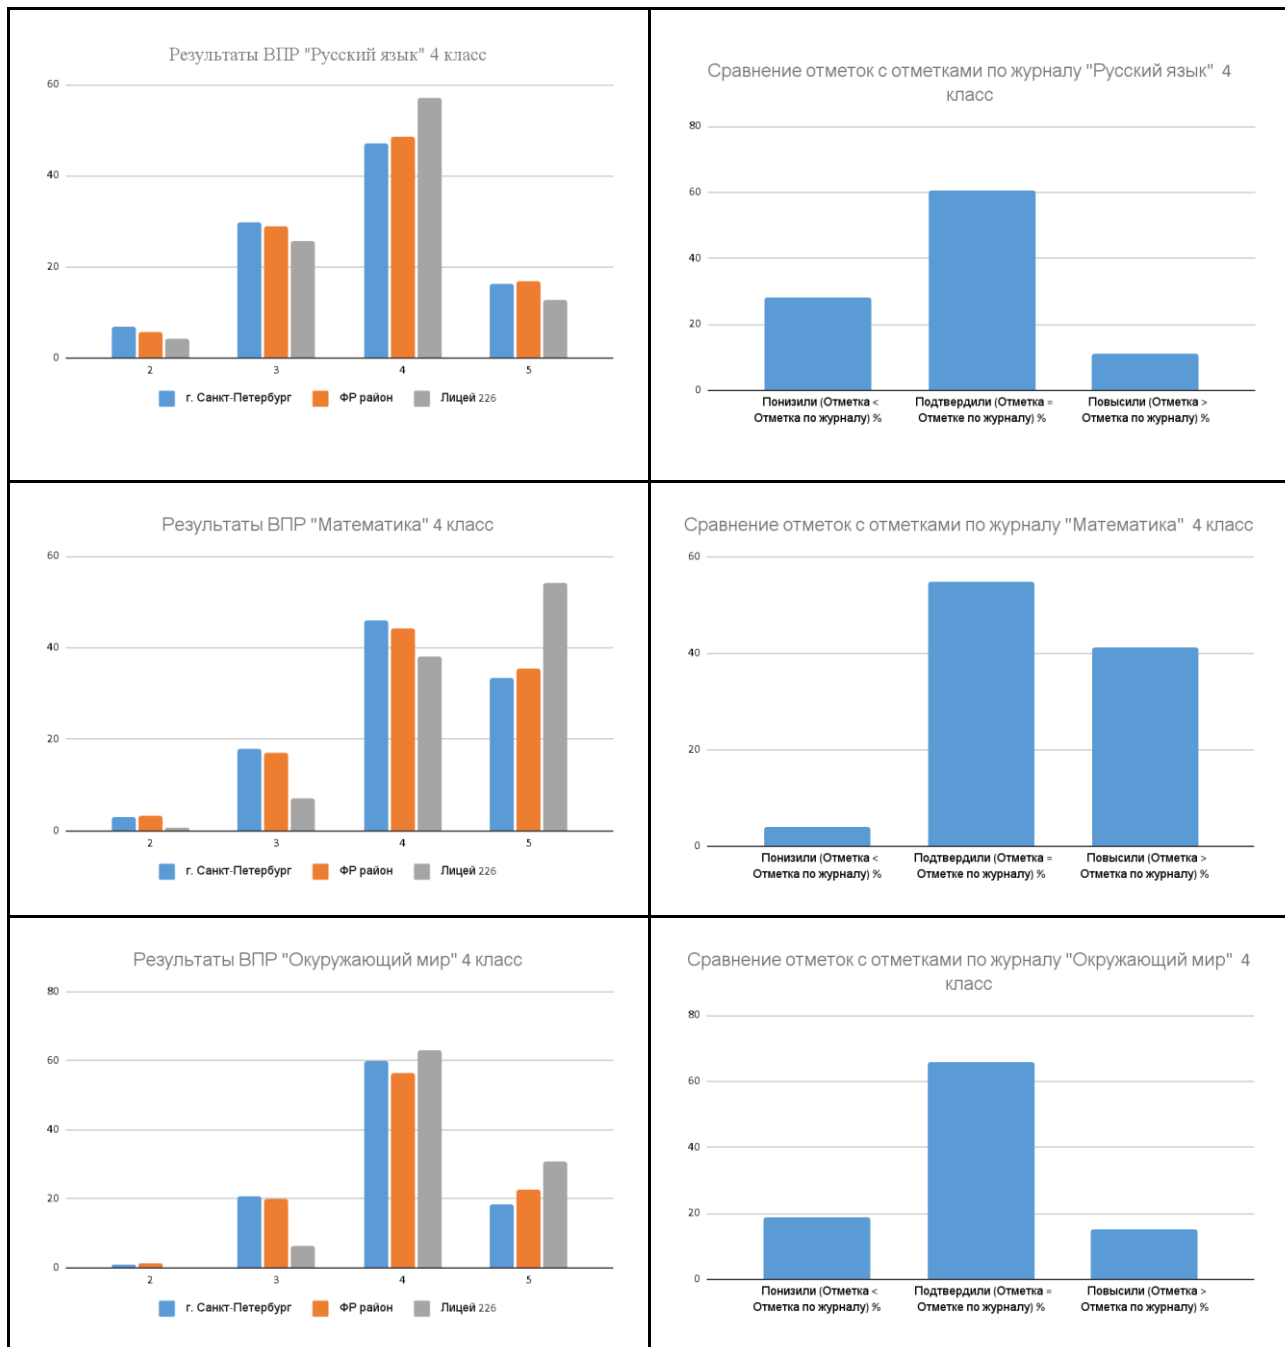 Результаты ВПР "Русский язык" 4 класс
60
40
20
0
2 3 4 5
г. Санкт-Петербург ФР район Лицей 226
Сравнение отметок с отметками по журналу "Русский язык" 4
класс
80
60
40
20
0
Понизили (Отметка < Подтвердили (Отметка = Повысили (Отметка >
Отметка по журналу) % Отметке по журналу) % Отметка по журналу) %
Результаты ВПР "Математика" 4 класс
60
40
20
0
2 3 4 5
г. Санкт-Петербург ФР район Лицей 226
Сравнение отметок с отметками по журналу "Математика" 4 класс
60
40
20
0
Понизили (Отметка < Подтвердили (Отметка = Повысили (Отметка >
Отметка по журналу) % Отметке по журналу) % Отметка по журналу) %
Результаты ВПР "Окуружающий мир" 4 класс
80
60
40
20
0
2 3 4 5
г. Санкт-Петербург ФР район Лицей 226
Сравнение отметок с отметками по журналу "Окружающий мир" 4
класс
80
60
40
20
0
Понизили (Отметка < Подтвердили (Отметка = Повысили (Отметка >
Отметка по журналу) % Отметке по журналу) % Отметка по журналу) %